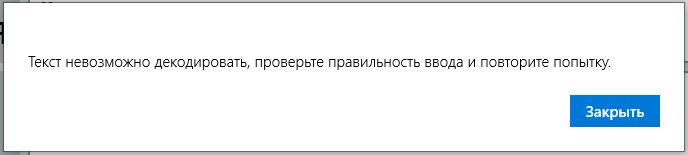 Текст невозможно декодировать, проверьте правильность ввода и повторите попытку.
Закрыть